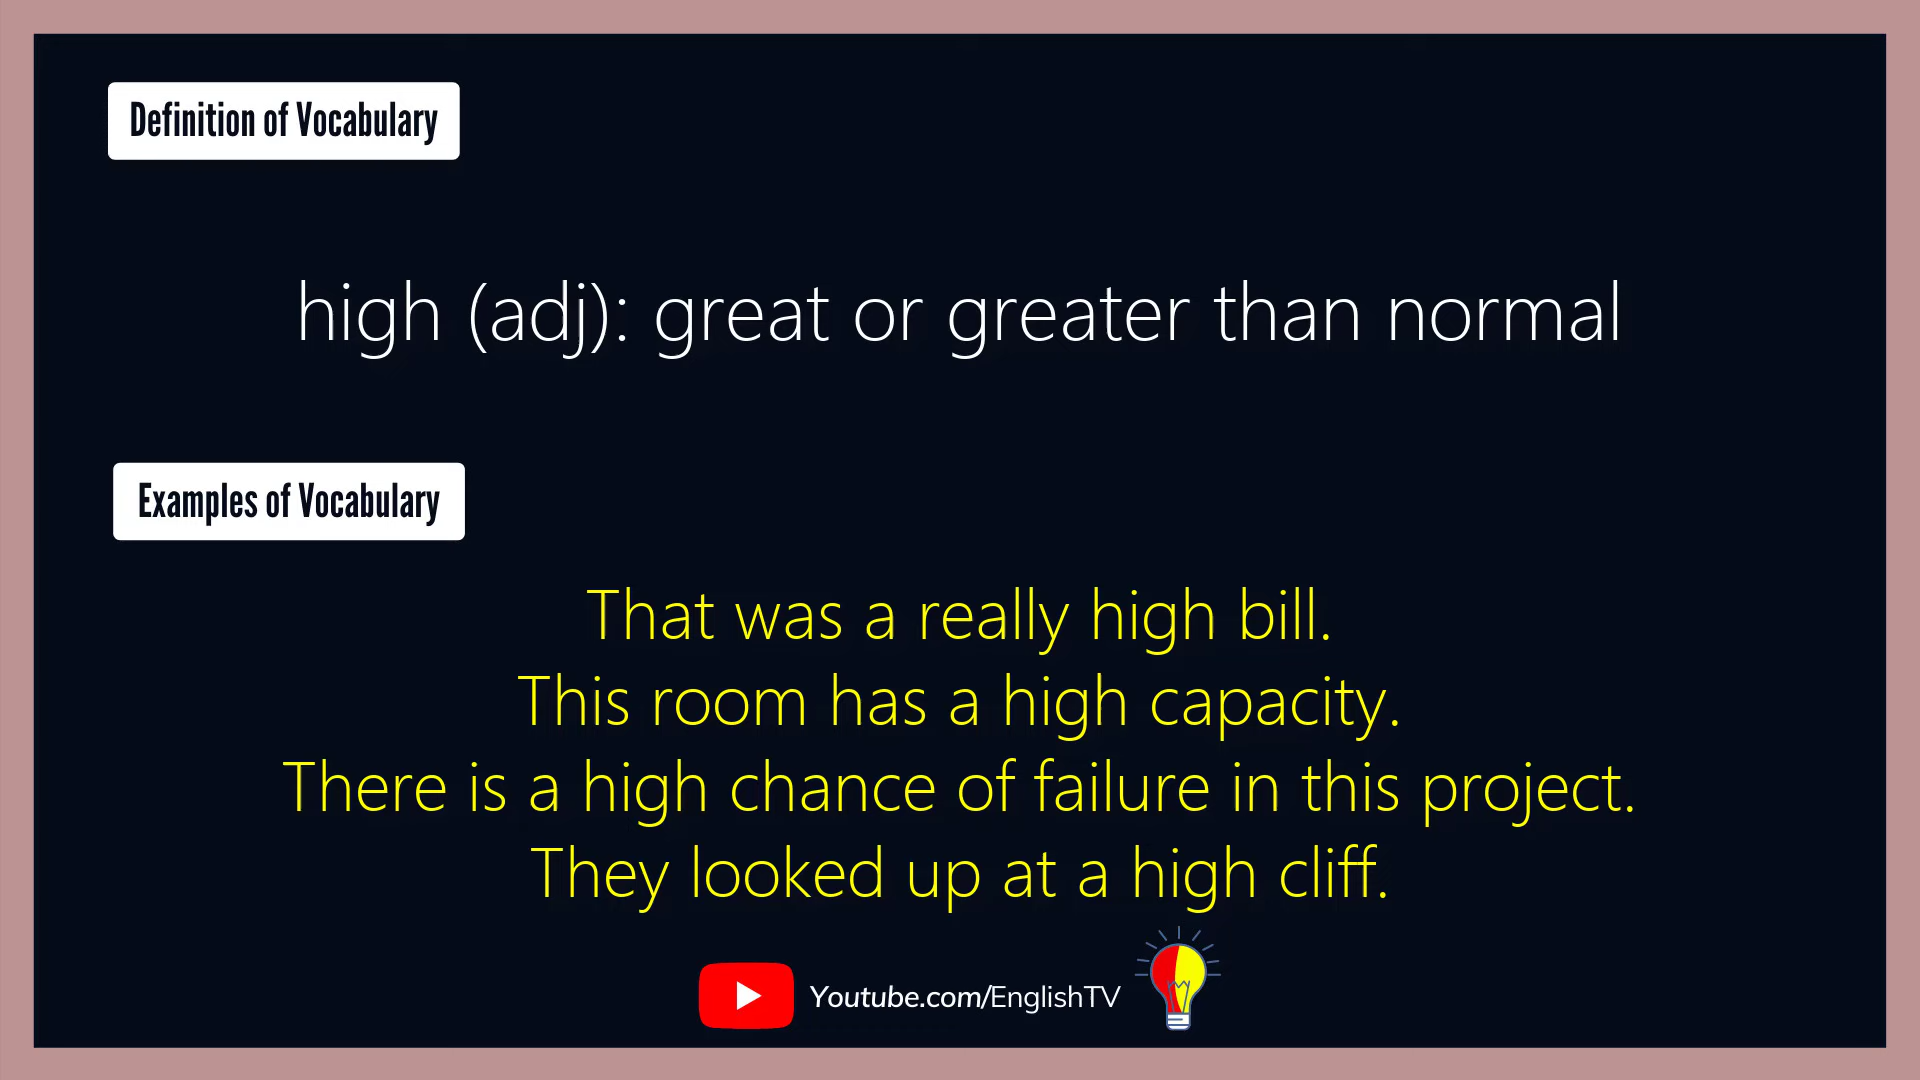 Definition of Vocabulary
high (adj): great or greater than normal
Examples of Vocabulary
That was a really high bill.
This room has a high capacity.
There is a high chance of failure in this project.
They looked up at a high cliff.
Youtube.com/EnglishTV